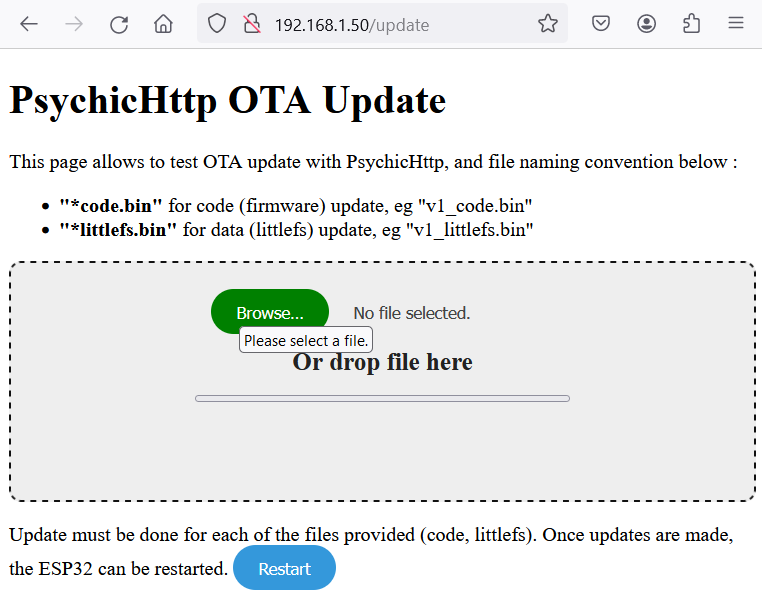 192.168.1.50/update
PsychicHttp OTA Update
This page allows to test OTA update with PsychicHttp, and file naming convention below :
"*code.bin" for code (firmware) update, eg "v1_code.bin"
"*littlefs.bin" for data (littlefs) update, eg "v1_littlefs.bin"
Browse... No file selected.
Please select a file.
Or drop file here
Update must be done for each of the files provided (code, littlefs). Once updates are made,
the ESP32 can be restarted. Restart